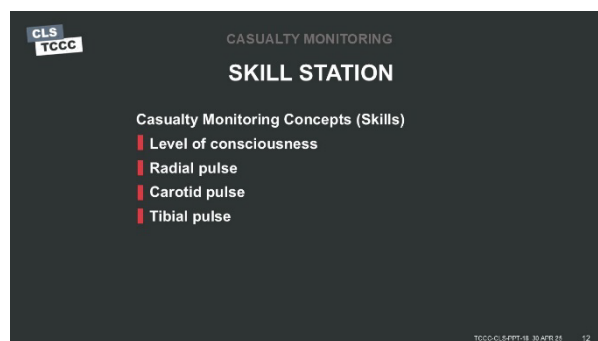 CLS
TCCC
CASUALTY MONITORING
SKILL STATION
Casualty Monitoring Concepts (Skills)
Level of consciousness
Radial pulse
Carotid pulse
Tibial pulse
TCCC-CLS-PPT-18 30 APR 25 12